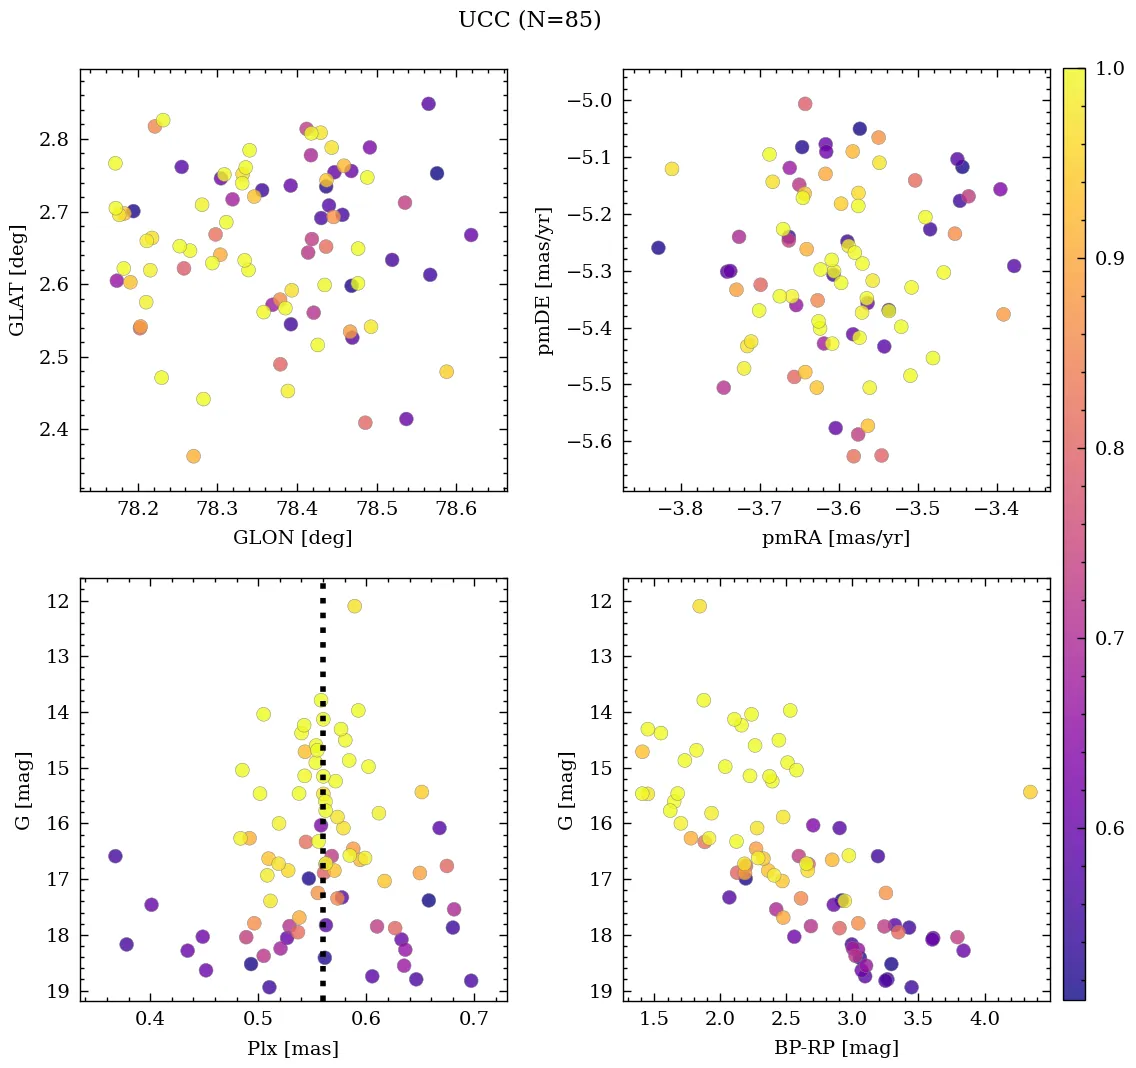 UCC (N=85)
2.8
2.7
2.6
2.5
2.4
GLAT [deg]
78.2 78.3 78.4 78.5 78.6
GLON [deg]
−5.0
−5.1
−5.2
−5.3
−5.4
−5.5
−5.6
pmDE [mas/yr]
−3.8 −3.7 −3.6 −3.5 −3.4
pmRA [mas/yr]
1.0
0.9
0.8
0.7
0.6
12
13
14
15
16
17
18
19
G [mag]
0.4 0.5 0.6 0.7
Plx [mas]
12
13
14
15
16
17
18
19
G [mag]
1.5 2.0 2.5 3.0 3.5 4.0
BP-RP [mag]